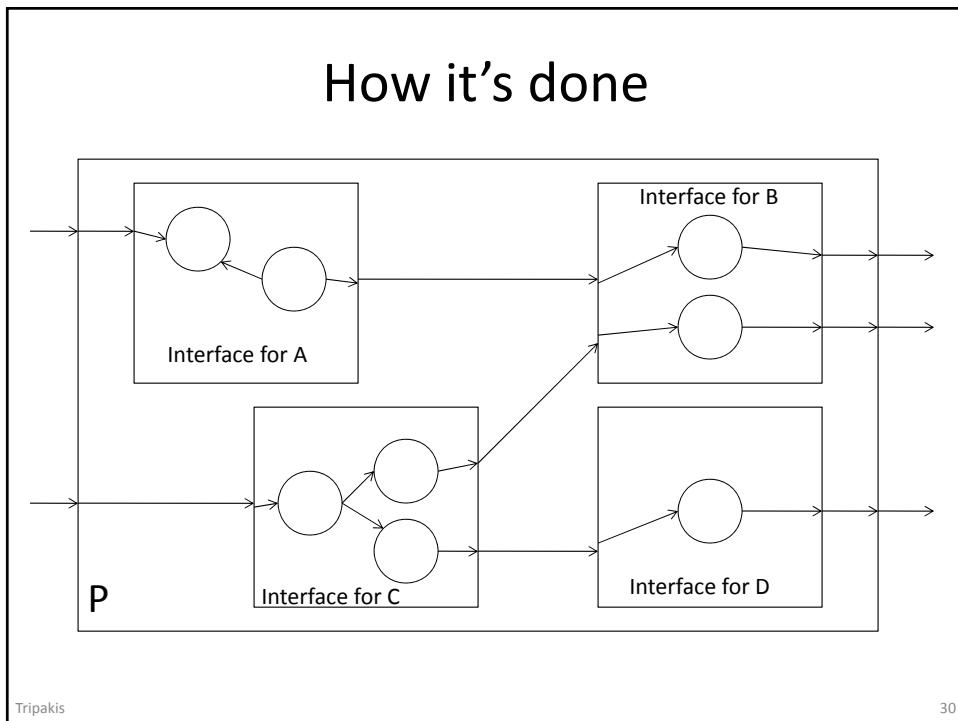 How it’s done
Interface for B
Interface for A
Interface for C
Interface for D
P
Tripakis
30